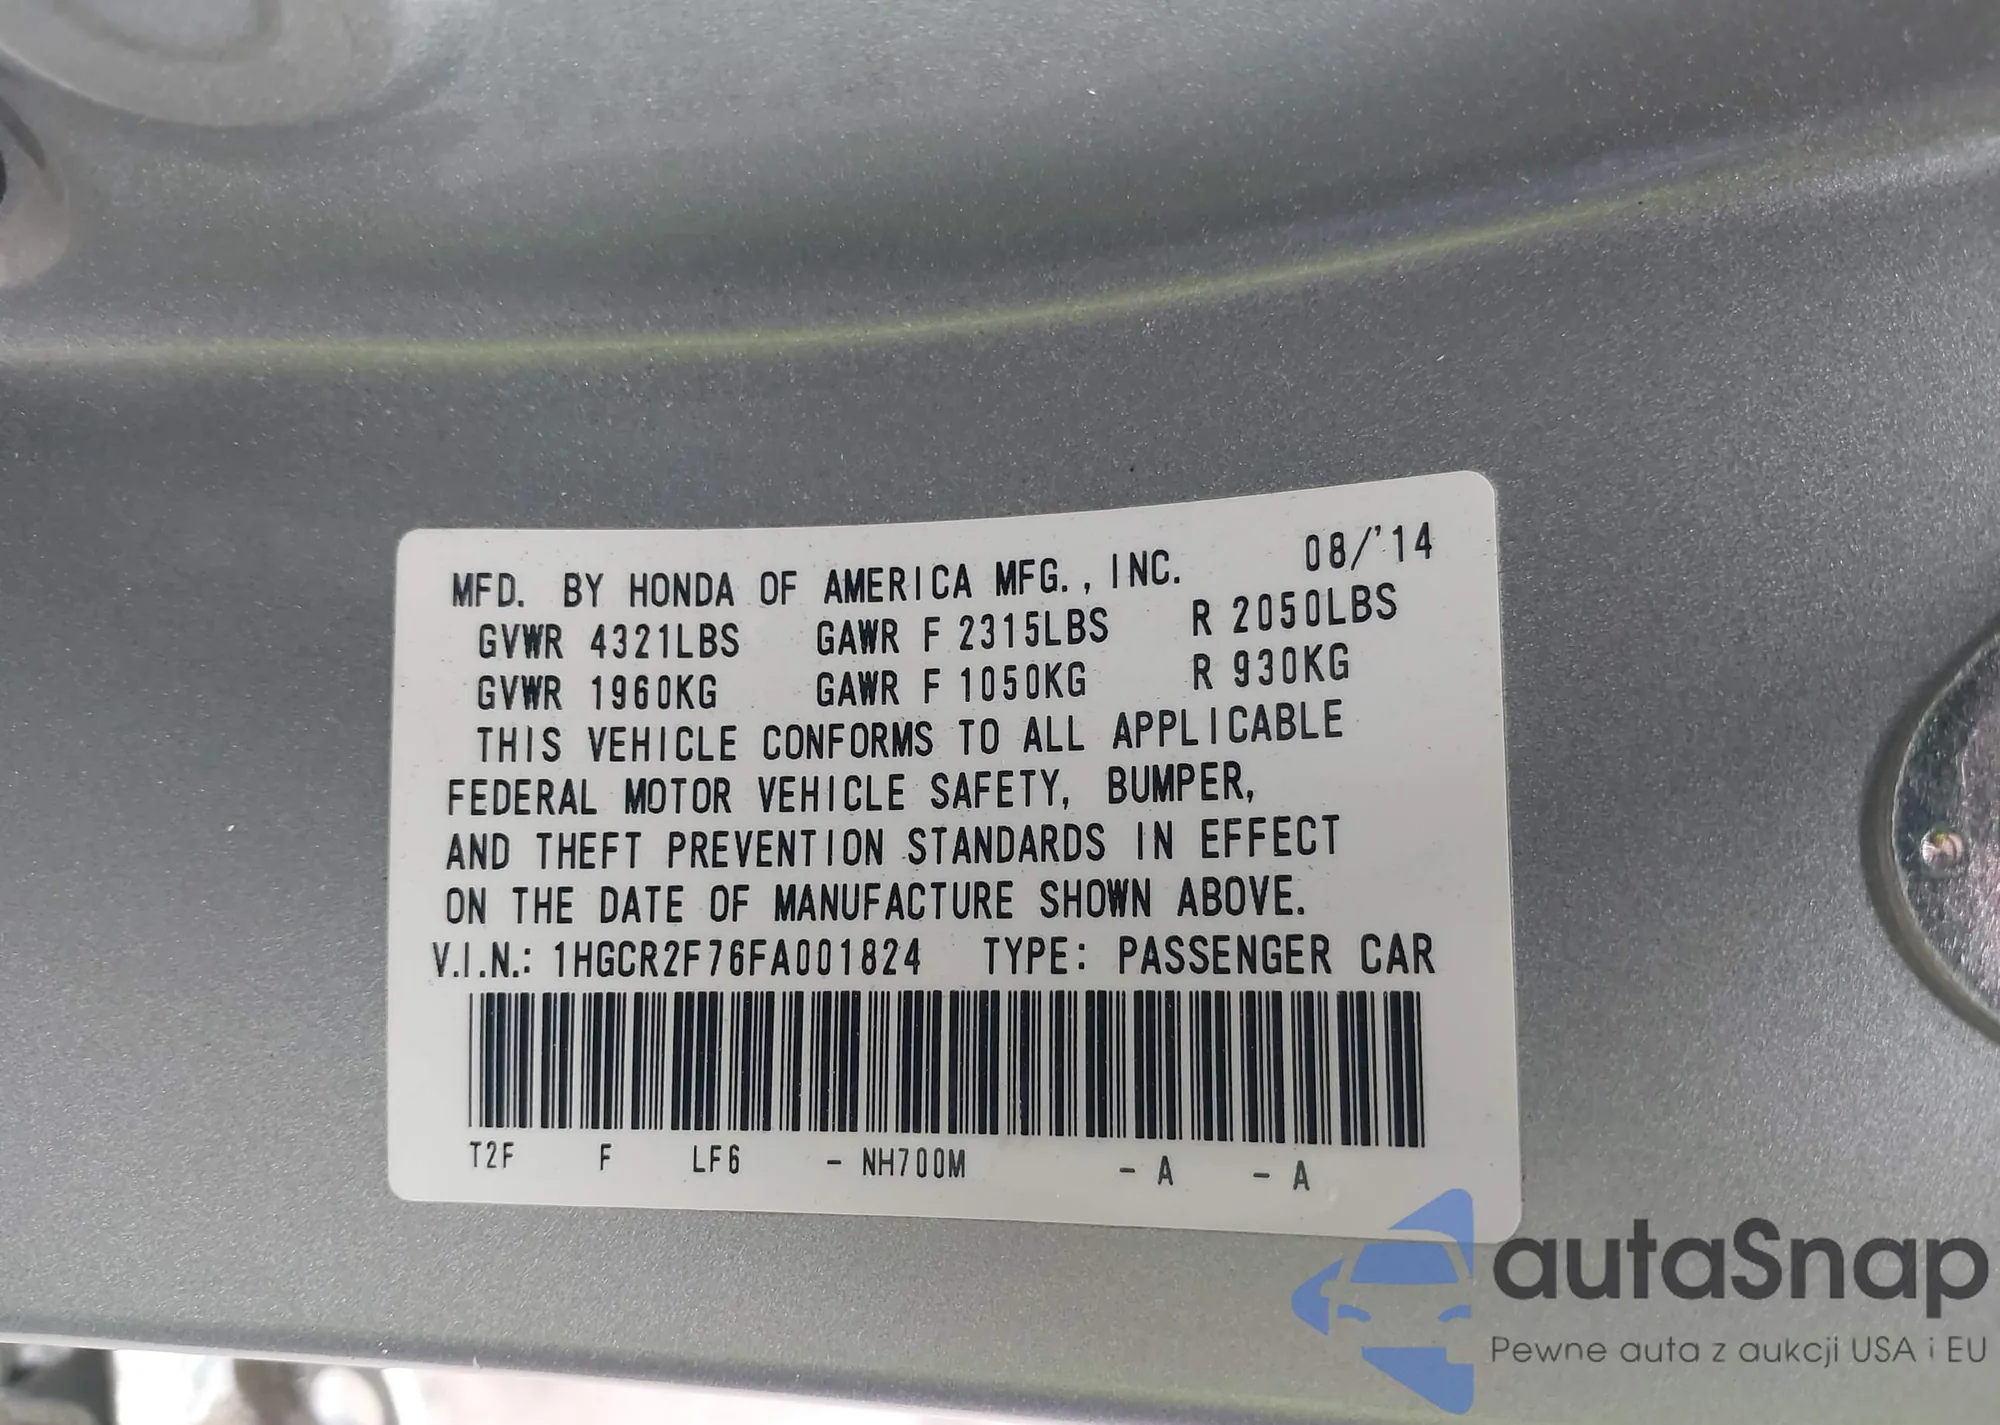 MFD. BY HONDA OF AMERICA MFG., INC. 08/'14
GVWR 4321LBS GAWR F 2315LBS R 2050LBS
GVWR 1960KG GAWR F 1050KG R 930KG
THIS VEHICLE CONFORMS TO ALL APPLICABLE
FEDERAL MOTOR VEHICLE SAFETY, BUMPER,
AND THEFT PREVENTION STANDARDS IN EFFECT
ON THE DATE OF MANUFACTURE SHOWN ABOVE.
V.I.N.: 1HGCR2F76FA001824 TYPE: PASSENGER CAR
T2F F LF6 - NH700M - A - A
autaSnap
Pewne auta z aukcji USA i EU